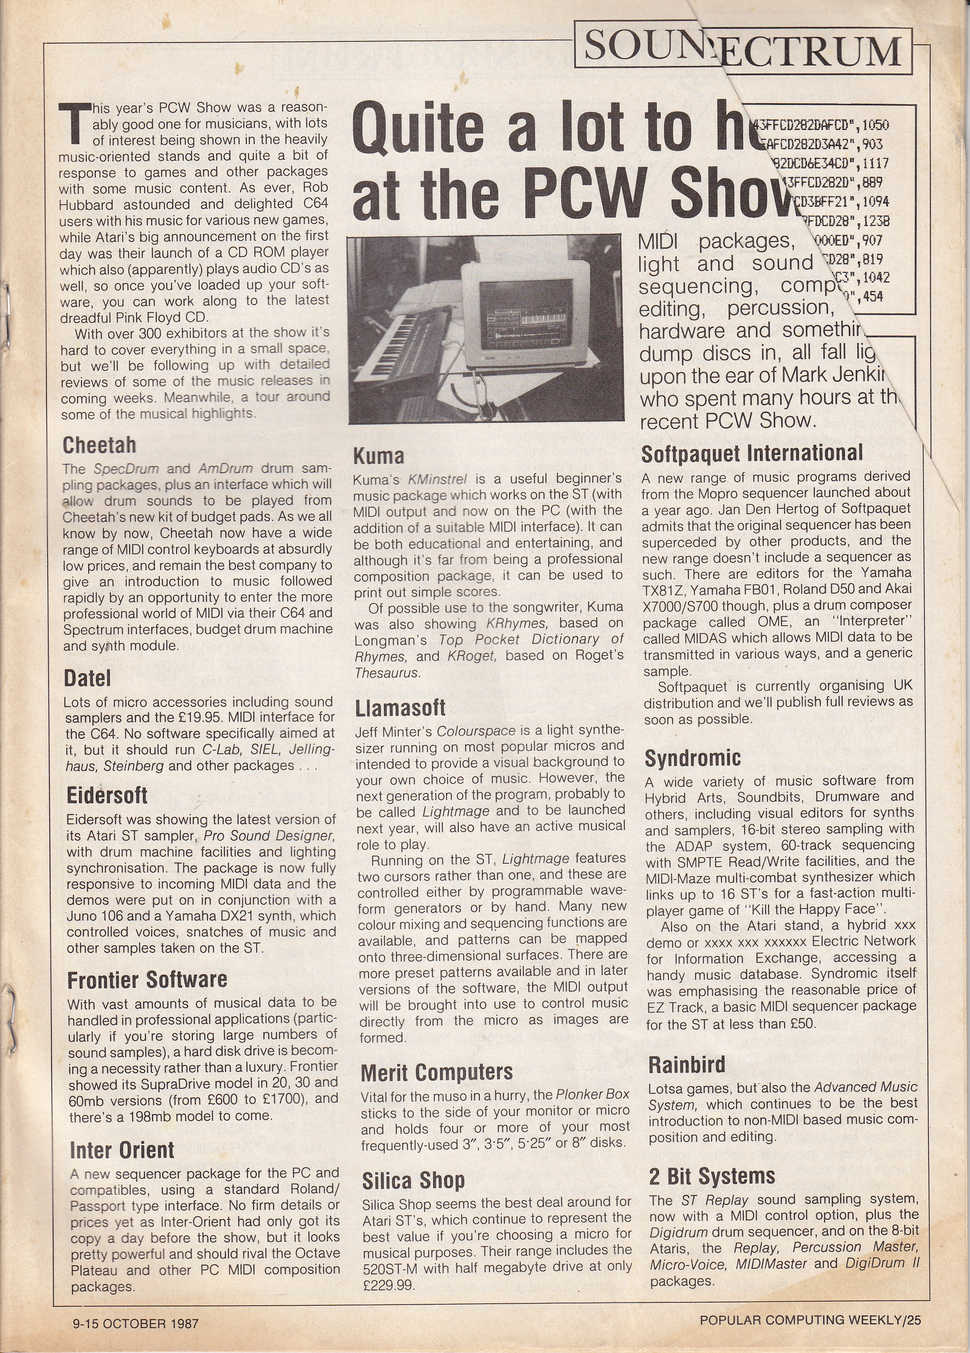 SOUN
ECTRUM
Quite a lot to he
at the PCW Show
This year's PCW Show was a reason-
ably good one for musicians, with lots
of interest being shown in the heavily
music-oriented stands and quite a bit of
response to games and other packages
with some music content. As ever, Rob
Hubbard astounded and delighted C64
users with his music for various new games,
while Atari's big announcement on the first
day was their launch of a CD ROM player
which also (apparently) plays audio CD's as
well, so once you've loaded up your soft-
ware, you can work along to the latest
dreadful Pink Floyd CD.
With over 300 exhibitors at the show it's
hard to cover everything in a small space,
but we'll be following up with detailed
reviews of some of the music releases in
coming weeks. Meanwhile, a tour around
some of the musical highlights.
Cheetah
The SpecDrum and AmDrum drum sam-
pling packages, plus an interface which will
allow drum sounds to be played from
Cheetah's new kit of budget pads. As we all
know by now, Cheetah now have a wide
range of MIDI control keyboards at absurdly
low prices, and remain the best company to
give an introduction to music followed
rapidly by an opportunity to enter the more
professional world of MIDI via their C64 and
Spectrum interfaces, budget drum machine
and synth module.
Datel
Lots of micro accessories including sound
samplers and the £19.95. MIDI interface for
the C64. No software specifically aimed at
it, but it should run C-Lab, SIEL, Jelling-
haus, Steinberg and other packages . . .
Eidersoft
Eidersoft was showing the latest version of
its Atari ST sampler, Pro Sound Designer,
with drum machine facilities and lighting
synchronisation. The package is now fully
responsive to incoming MIDI data and the
demos were put on in conjunction with a
Juno 106 and a Yamaha DX21 synth, which
controlled voices, snatches of music and
other samples taken on the ST.
Frontier Software
With vast amounts of musical data to be
handled in professional applications (partic-
ularly if you're storing large numbers of
sound samples), a hard disk drive is becom-
ing a necessity rather than a luxury. Frontier
showed its SupraDrive model in 20, 30 and
60mb versions (from £600 to £1700), and
there's a 198mb model to come.
Inter Orient
A new sequencer package for the PC and
compatibles, using a standard Roland/
Passport type interface. No firm details or
prices yet as Inter-Orient had only got its
copy a day before the show, but it looks
pretty powerful and should rival the Octave
Plateau and other PC MIDI composition
packages.
Kuma
Kuma's KMinstrel is a useful beginner's
music package which works on the ST (with
MIDI output and now on the PC (with the
addition of a suitable MIDI interface). It can
be both educational and entertaining, and
although it's far from being a professional
composition package, it can be used to
print out simple scores.
Of possible use to the songwriter, Kuma
was also showing KRhymes, based on
Longman's Top Pocket Dictionary of
Rhymes, and KRoget, based on Roget's
Thesaurus.
Llamasoft
Jeff Minter's Colourspace is a light synthe-
sizer running on most popular micros and
intended to provide a visual background to
your own choice of music. However, the
next generation of the program, probably to
be called Lightmage and to be launched
next year, will also have an active musical
role to play.
Running on the ST, Lightmage features
two cursors rather than one, and these are
controlled either by programmable wave-
form generators or by hand. Many new
colour mixing and sequencing functions are
available, and patterns can be mapped
onto three-dimensional surfaces. There are
more preset patterns available and in later
versions of the software, the MIDI output
will be brought into use to control music
directly from the micro as images are
formed.
Merit Computers
Vital for the muso in a hurry, the Plonker Box
sticks to the side of your monitor or micro
and holds four or more of your most
frequently-used 3″, 3·5″, 5·25″ or 8″ disks.
Silica Shop
Silica Shop seems the best deal around for
Atari ST's, which continue to represent the
best value if you're choosing a micro for
musical purposes. Their range includes the
520ST-M with half megabyte drive at only
£229.99.
43FFCD282DAFCD",1050
EAFCD282D3A42",903
82DCD6E34CD",1117
3FFCD282D",889
CD3BFF21",1094
FDCD28",1238
000ED",907
CD28",819
C3",1042
",454
MIDI packages,
light and sound
sequencing, comp
editing, percussion,
hardware and somethin
dump discs in, all fall lig
upon the ear of Mark Jenkin
who spent many hours at th
recent PCW Show.
Softpaquet International
A new range of music programs derived
from the Mopro sequencer launched about
a year ago. Jan Den Hertog of Softpaquet
admits that the original sequencer has been
superceded by other products, and the
new range doesn't include a sequencer as
such. There are editors for the Yamaha
TX81Z, Yamaha FB01, Roland D50 and Akai
X7000/S700 though, plus a drum composer
package called OME, an "Interpreter"
called MIDAS which allows MIDI data to be
transmitted in various ways, and a generic
sample.
Softpaquet is currently organising UK
distribution and we'll publish full reviews as
soon as possible.
Syndromic
A wide variety of music software from
Hybrid Arts, Soundbits, Drumware and
others, including visual editors for synths
and samplers, 16-bit stereo sampling with
the ADAP system, 60-track sequencing
with SMPTE Read/Write facilities, and the
MIDI-Maze multi-combat synthesizer which
links up to 16 ST's for a fast-action multi-
player game of "Kill the Happy Face".
Also on the Atari stand, a hybrid xxx
demo or xxxx xxx xxxxxx Electric Network
for Information Exchange, accessing a
handy music database. Syndromic itself
was emphasising the reasonable price of
EZ Track, a basic MIDI sequencer package
for the ST at less than £50.
Rainbird
Lotsa games, but also the Advanced Music
System, which continues to be the best
introduction to non-MIDI based music com-
position and editing.
2 Bit Systems
The ST Replay sound sampling system,
now with a MIDI control option, plus the
Digidrum drum sequencer, and on the 8-bit
Ataris, the Replay, Percussion Master,
Micro-Voice, MIDIMaster and DigiDrum II
packages.
9-15 OCTOBER 1987
POPULAR COMPUTING WEEKLY/25